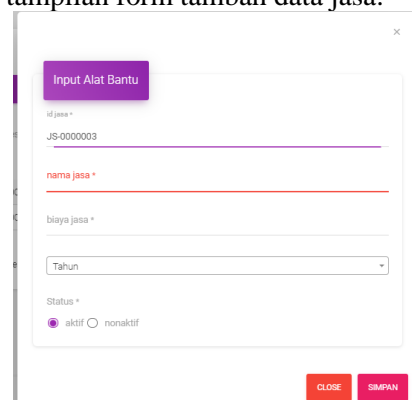 tampilan form tambah data jasa.
×
Input Alat Bantu
id jasa *
JS-0000003
nama jasa *
biaya jasa *
Tahun
Status *
aktif nonaktif
CLOSE SIMPAN